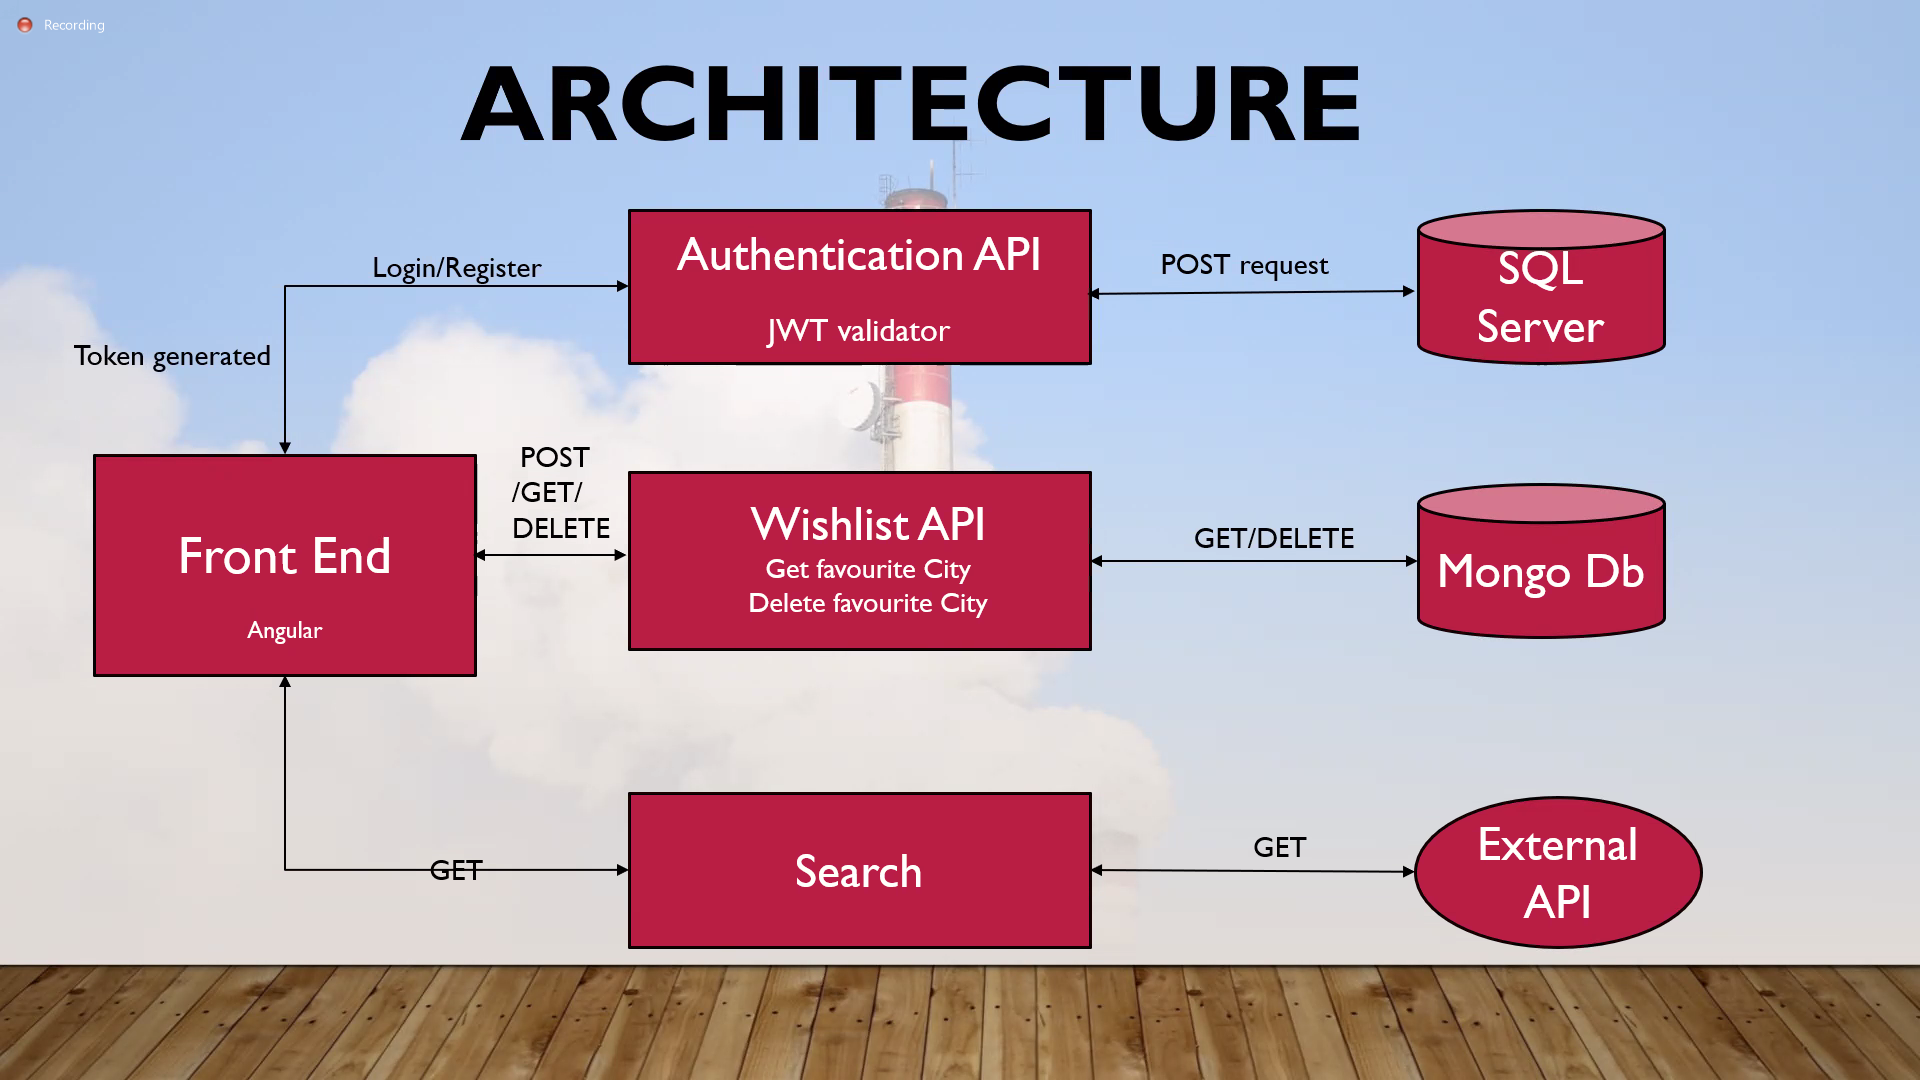 Recording
ARCHITECTURE
Authentication API
JWT validator
Login/Register
POST request
SQL
Server
Token generated
POST
/GET/
DELETE
Front End
Angular
Wishlist API
Get favourite City
Delete favourite City
GET/DELETE
Mongo Db
GET
Search
GET
External
API